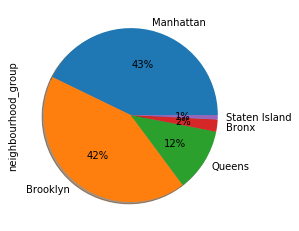 Manhattan
43%
neighbourhood_group
1%
Staten Island
2%
Bronx
12%
Queens
42%
Brooklyn